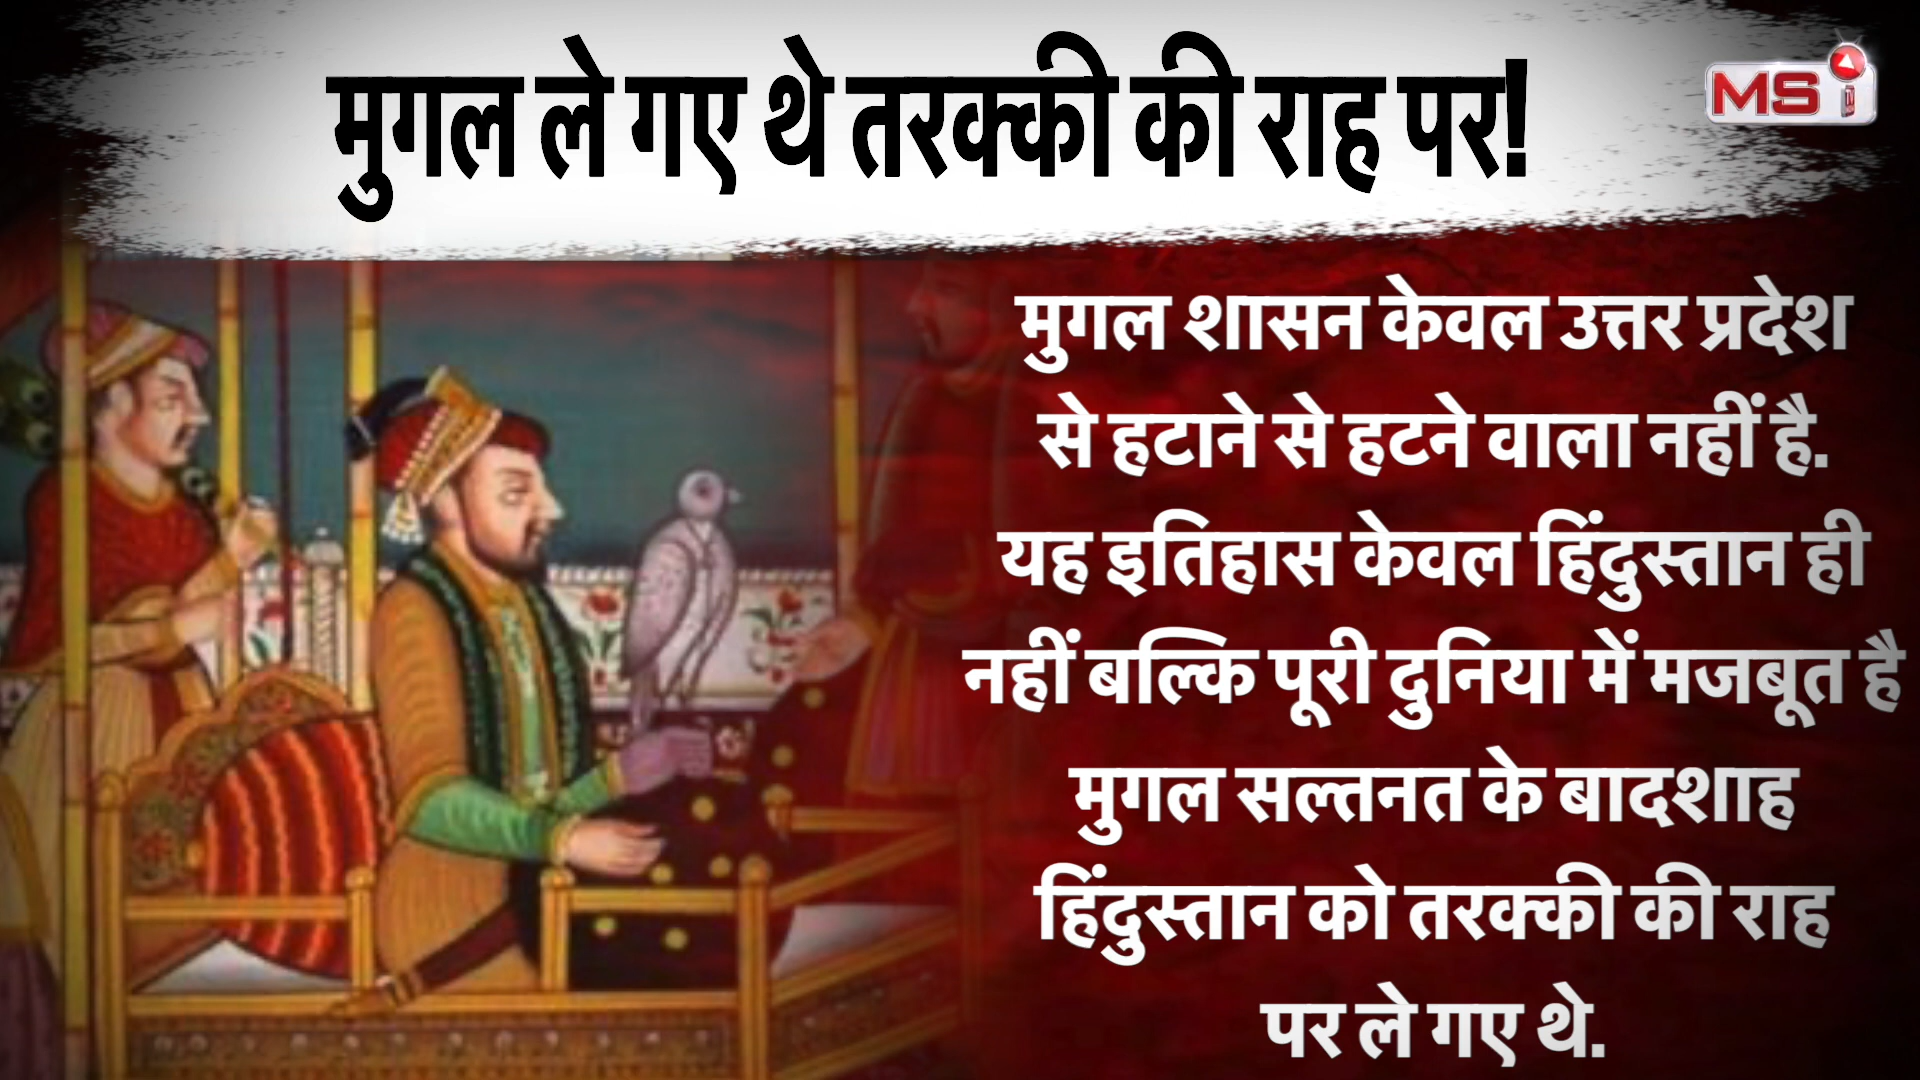 मुगल ले गए थे तरक्की की राह पर!
MS
मुगल शासन केवल उत्तर प्रदेश
से हटाने से हटने वाला नहीं है.
यह इतिहास केवल हिंदुस्तान ही
नहीं बल्कि पूरी दुनिया में मजबूत है
मुगल सल्तनत के बादशाह
हिंदुस्तान को तरक्की की राह
पर ले गए थे.